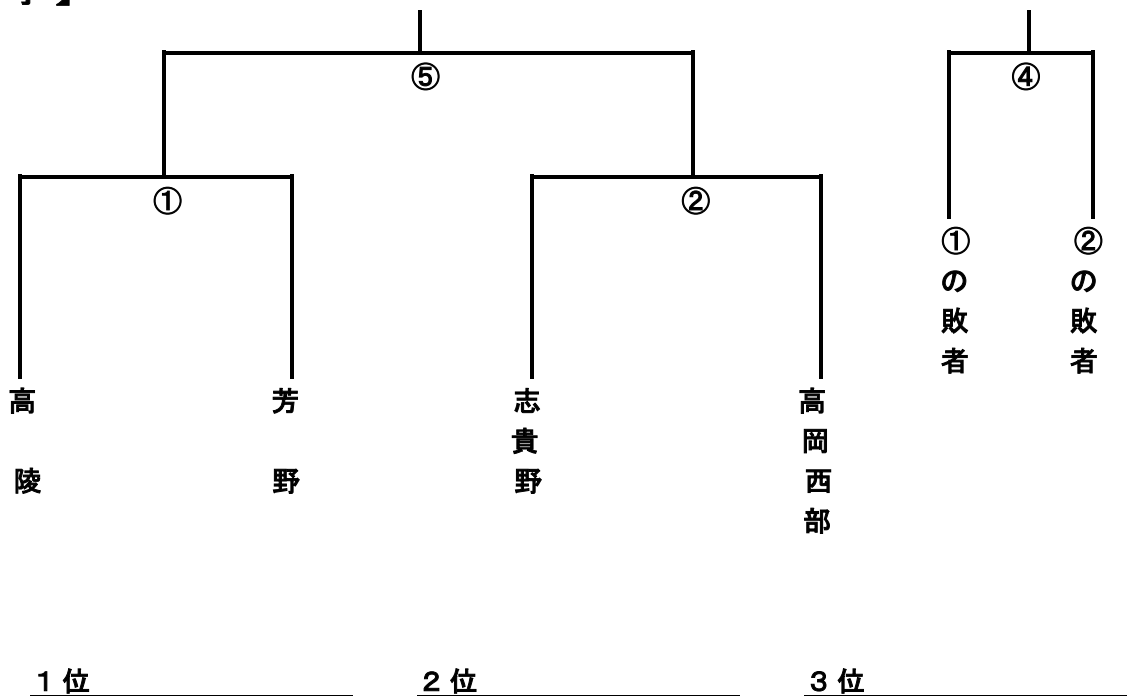 ⑤
④
①
②
①の敗者
②の敗者
高陵
芳野
志貴野
高岡西部
１位
２位
３位